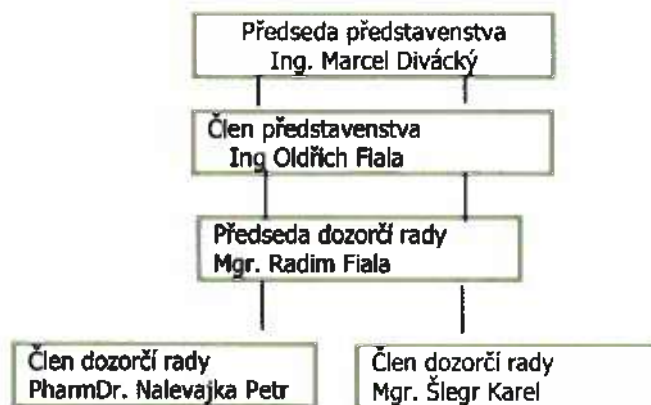 Předseda představenstva
Ing. Marcel Divácký
Člen představenstva
Ing Oldřich Fiala
Předseda dozorčí rady
Mgr. Radim Fiala
Člen dozorčí rady
PharmDr. Nalevajka Petr
Člen dozorčí rady
Mgr. Šlegr Karel